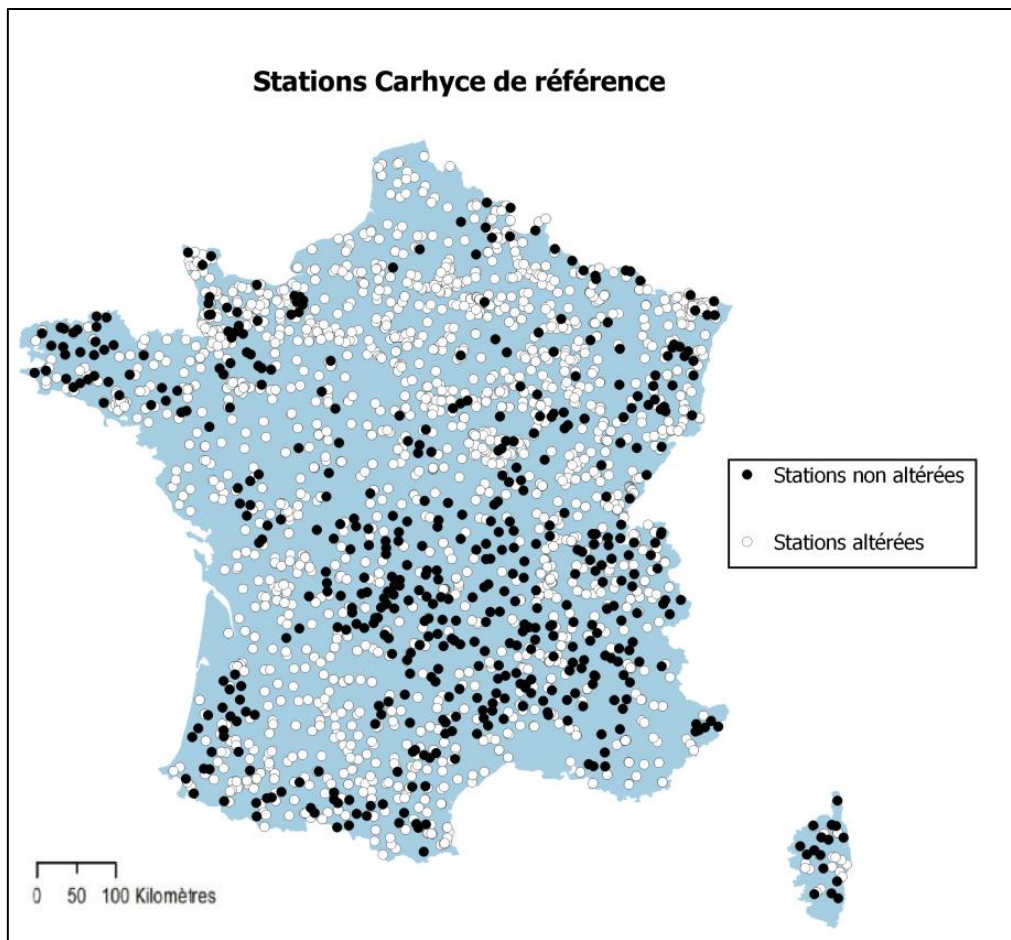 Stations Carhyce de référence
Stations non altérées
Stations altérées
0 50 100 Kilomètres